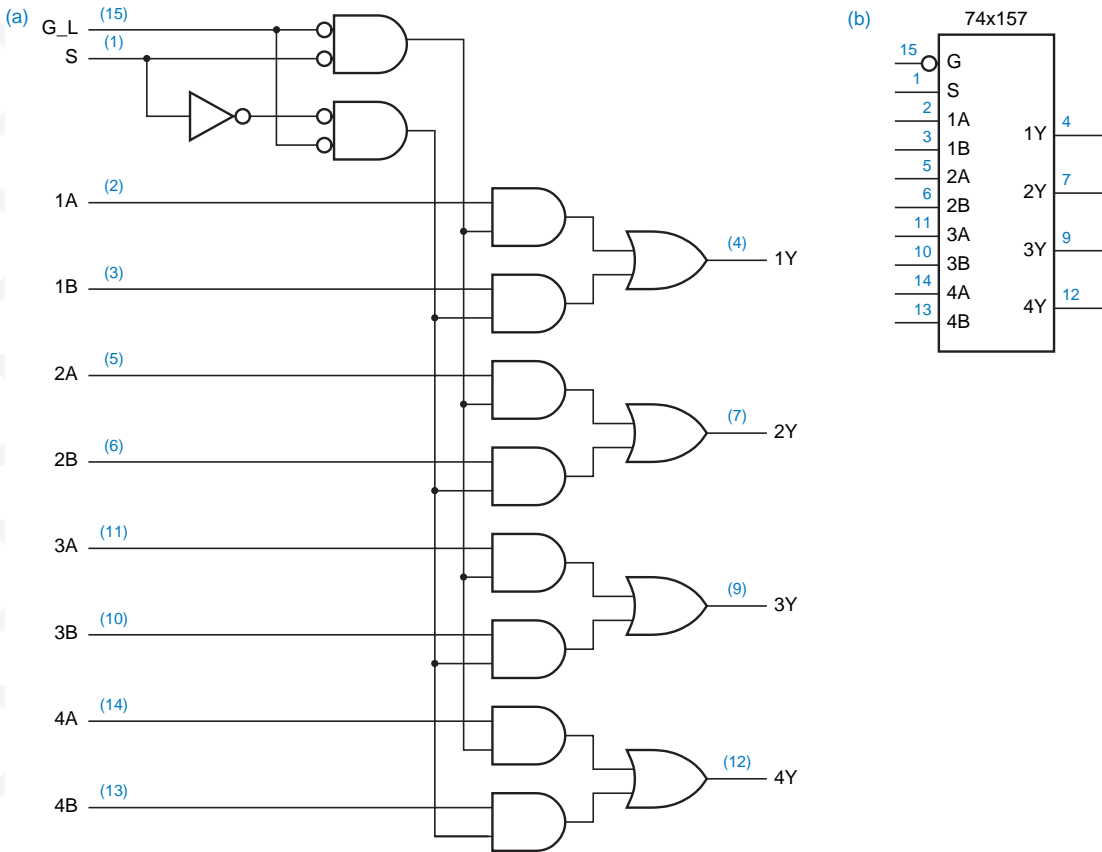 (a)
G_L (15)
S (1)
1A (2)
(4) 1Y
1B (3)
2A (5)
(7) 2Y
2B (6)
3A (11)
(9) 3Y
3B (10)
4A (14)
(12) 4Y
4B (13)
(b)
74x157
15 G
1 S
2 1A
1Y 4
3 1B
5 2A
2Y 7
6 2B
11 3A
3Y 9
10 3B
14 4A
4Y 12
13 4B